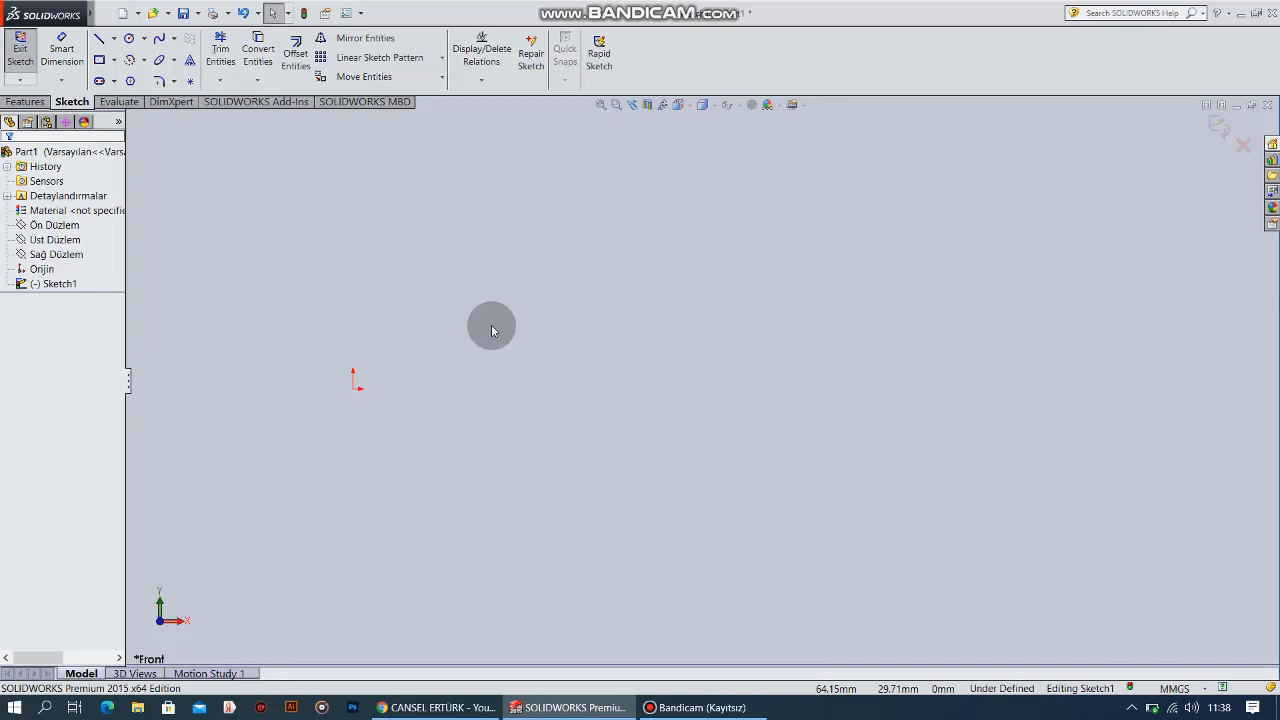 SOLIDWORKS
www.BANDICAM.com
*
Search SOLIDWORKS Help
Exit Sketch
Smart Dimension
Trim Entities
Convert Entities
Offset Entities
Mirror Entities
Linear Sketch Pattern
Move Entities
Display/Delete Relations
Repair Sketch
Quick Snaps
Rapid Sketch
Features
Sketch
Evaluate
DimXpert
SOLIDWORKS Add-Ins
SOLIDWORKS MBD
Part1 (Varsayılan<<Varsa
History
Sensors
Detaylandırmalar
Material <not specifie
Ön Düzlem
Üst Düzlem
Sağ Düzlem
Orijin
(-) Sketch1
Y
X
*Front
Model
3D Views
Motion Study 1
SOLIDWORKS Premium 2015 x64 Edition
64.15mm
29.71mm
0mm
Under Defined
Editing Sketch1
MMGS
CANSEL ERTÜRK - You...
SOLIDWORKS Premiu...
Bandicam (Kayıtsız)
11:38